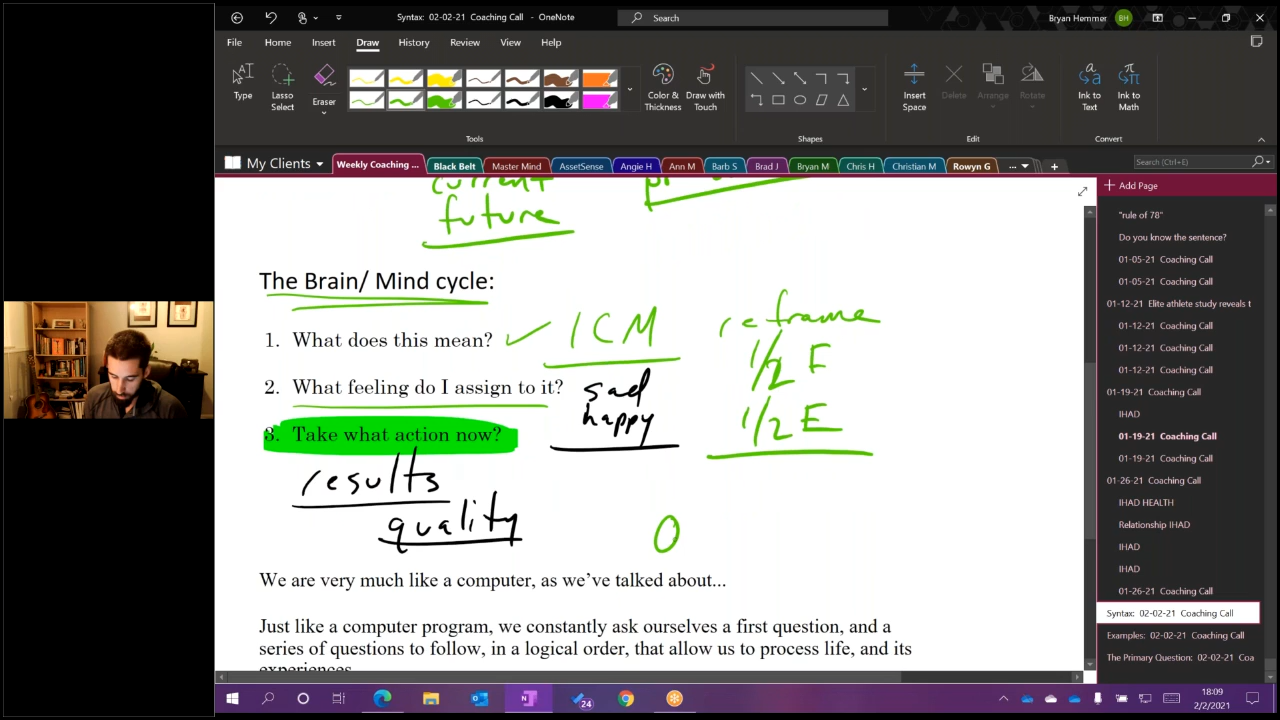 Syntax: 02-02-21 Coaching Call - OneNote
Search
Bryan Hemmer
BH
File
Home
Insert
Draw
History
Review
View
Help
Type
Lasso Select
Eraser
Color & Thickness
Draw with Touch
Insert Space
Delete
Arrange
Rotate
Ink to Text
Ink to Math
Tools
Shapes
Edit
Convert
My Clients
Weekly Coaching ...
Black Belt
Master Mind
AssetSense
Angie H
Ann M
Barb S
Brad J
Bryan M
Chris H
Christian M
Rowyn G
...
Search (Ctrl+E)
current
future
The Brain/ Mind cycle:
1. What does this mean? ICM
2. What feeling do I assign to it? sad
happy
3. Take what action now?
reframe
1/2 F
1/2 E
results
quality
0
We are very much like a computer, as we've talked about...
Just like a computer program, we constantly ask ourselves a first question, and a
series of questions to follow, in a logical order, that allow us to process life, and its
experiences
Add Page
"rule of 78"
Do you know the sentence?
01-05-21 Coaching Call
01-05-21 Coaching Call
01-12-21 Elite athlete study reveals t
01-12-21 Coaching Call
01-12-21 Coaching Call
01-12-21 Coaching Call
01-19-21 Coaching Call
IHAD
01-19-21 Coaching Call
01-19-21 Coaching Call
01-26-21 Coaching Call
IHAD HEALTH
Relationship IHAD
IHAD
IHAD
01-26-21 Coaching Call
Syntax: 02-02-21 Coaching Call
Examples: 02-02-21 Coaching Call
The Primary Question: 02-02-21 Coa
24
18:09
2/2/2021